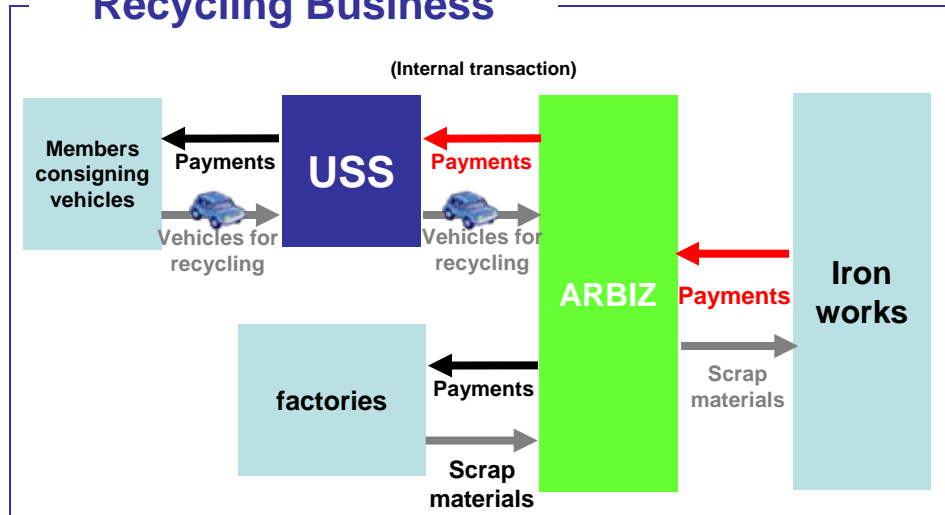 Recycling Business
(Internal transaction)
Members
consigning
vehicles
Payments
Vehicles for
recycling
USS
Payments
Vehicles for
recycling
ARBIZ
Payments
Scrap
materials
Iron
works
factories
Payments
Scrap
materials